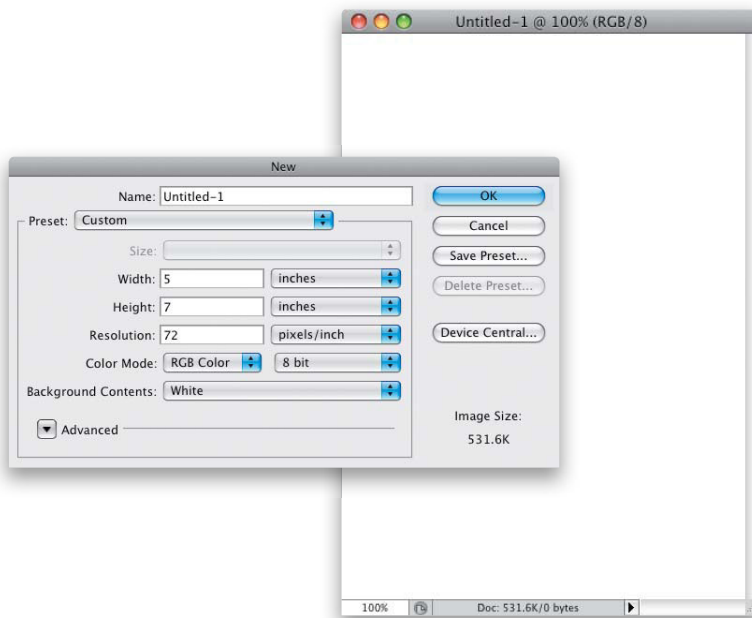 Untitled-1 @ 100% (RGB/8)
New
Name: Untitled-1
OK
Preset: Custom
Cancel
Size:
Save Preset...
Width: 5 inches
Delete Preset...
Height: 7 inches
Resolution: 72 pixels/inch
Device Central...
Color Mode: RGB Color 8 bit
Background Contents: White
Advanced
Image Size:
531.6K
100% Doc: 531.6K/0 bytes